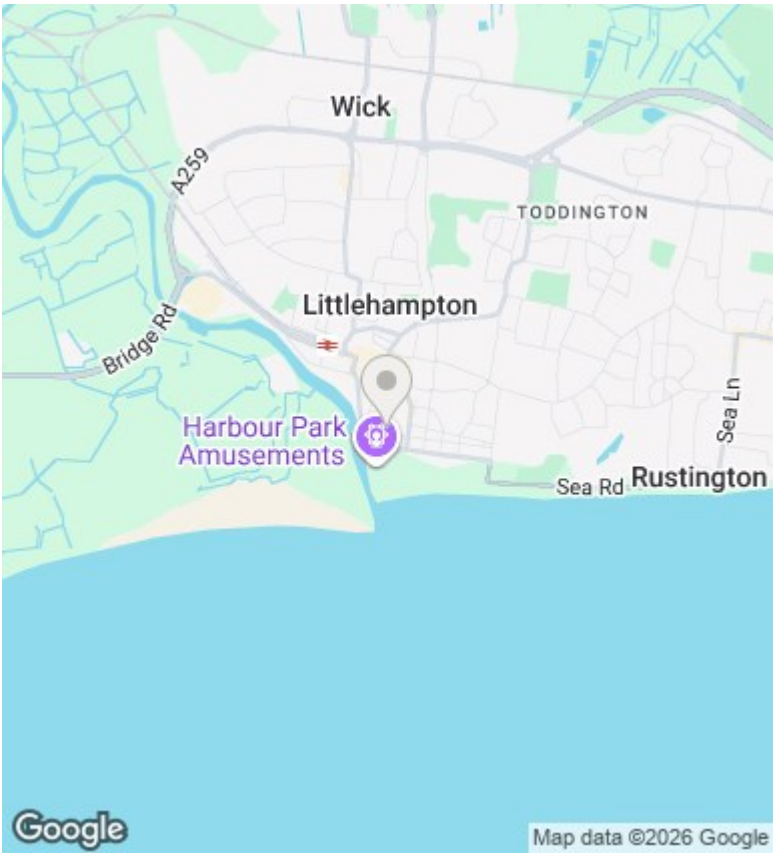 Wick
A259
TODDINGTON
Littlehampton
Bridge Rd
Sea Ln
Harbour Park
Amusements
Rustington
Sea Rd
Google
Map data ©2026 Google